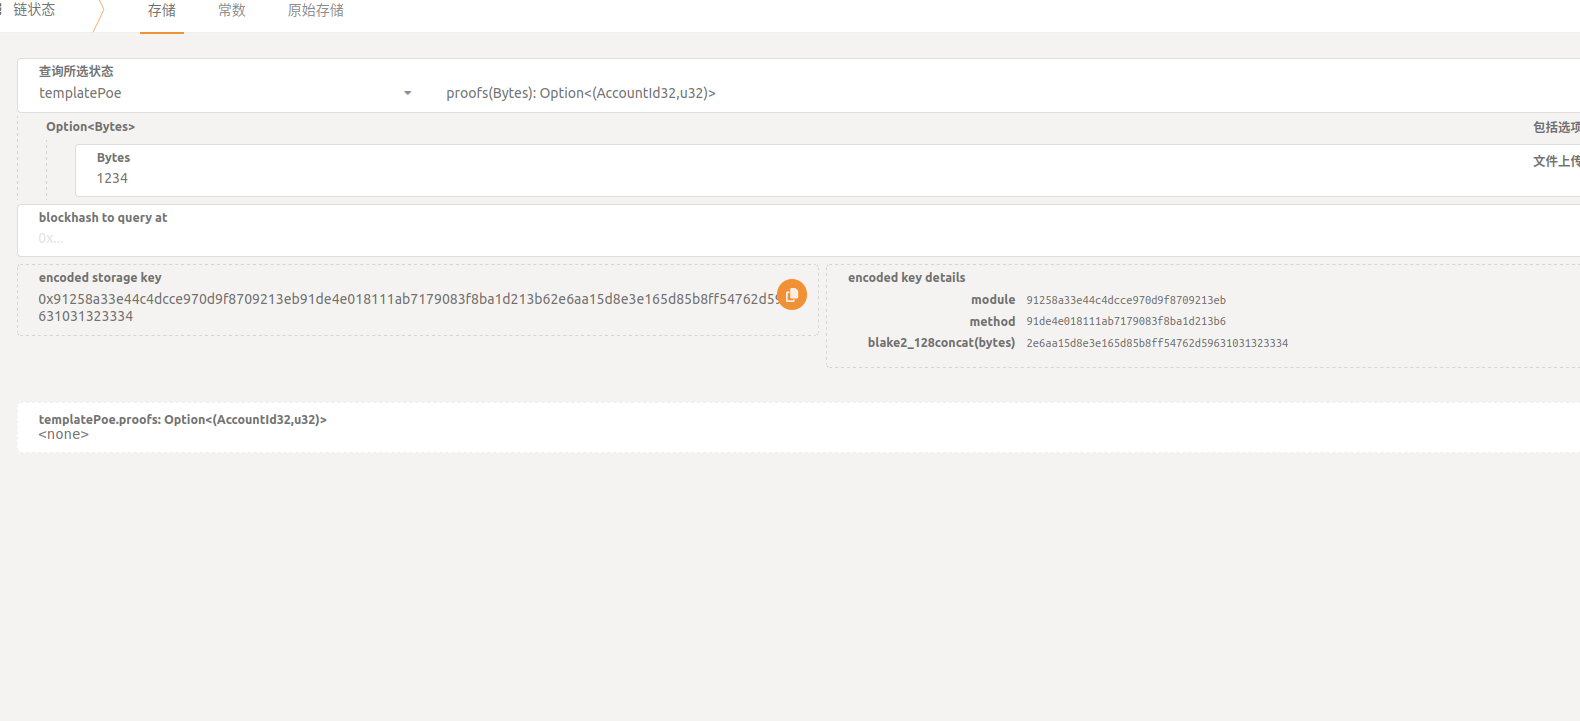 链状态
存储 常数 原始存储
查询所选状态
templatePoe
proofs(Bytes): Option<(AccountId32,u32)>
Option<Bytes>
包括选项
Bytes
1234
文件上传
blockhash to query at
0x...
encoded storage key
0x91258a33e44c4dcce970d9f8709213eb91de4e018111ab7179083f8ba1d213b62e6aa15d8e3e165d85b8ff54762d59
631031323334
encoded key details
module 91258a33e44c4dcce970d9f8709213eb
method 91de4e018111ab7179083f8ba1d213b6
blake2_128concat(bytes) 2e6aa15d8e3e165d85b8ff54762d59631031323334
templatePoe.proofs: Option<(AccountId32,u32)>
<none>